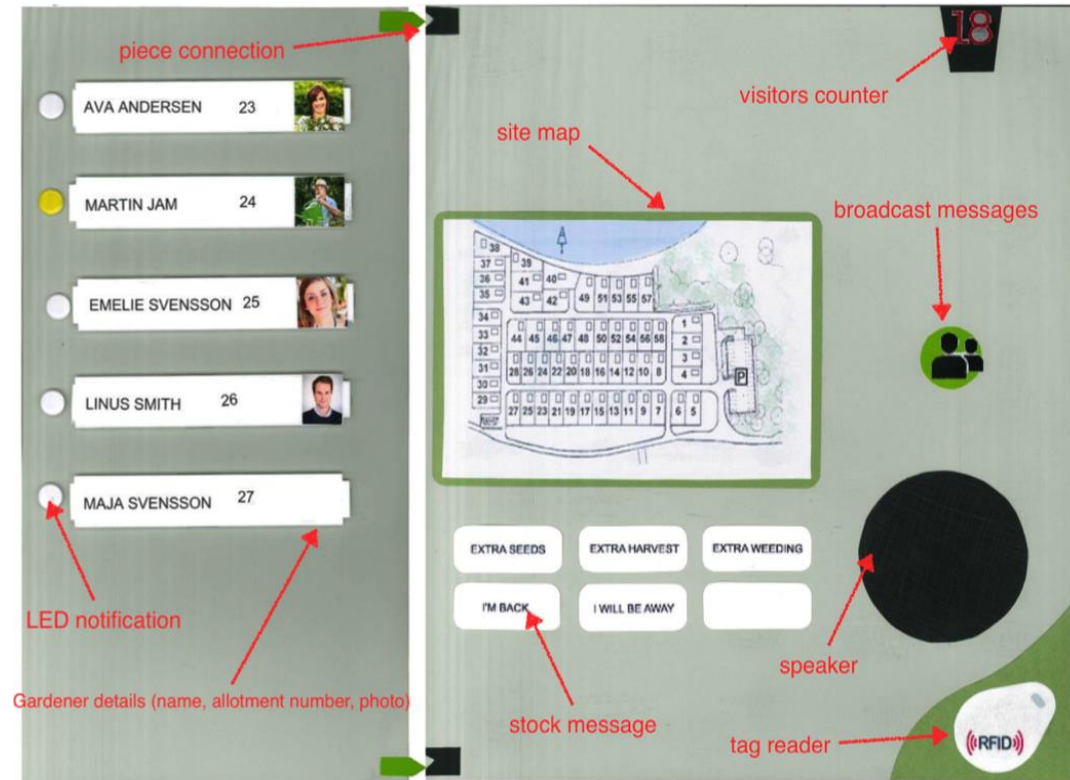 piece connection
18
visitors counter
AVA ANDERSEN 23
site map
MARTIN JAM 24
broadcast messages
EMELIE SVENSSON 25
LINUS SMITH 26
MAJA SVENSSON 27
38
37 39
36 41 40
35 43 42 49 51 53 55 57
34 1
33 44 45 46 47 48 50 52 54 56 58 2
32 3
31 28 26 24 22 20 18 16 14 12 10 8 4 P
30
29
27 25 23 21 19 17 15 13 11 9 7 6 5
EXTRA SEEDS EXTRA HARVEST EXTRA WEEDING
I'M BACK I WILL BE AWAY
LED notification
speaker
Gardener details (name, allotment number, photo)
stock message
tag reader
RFID